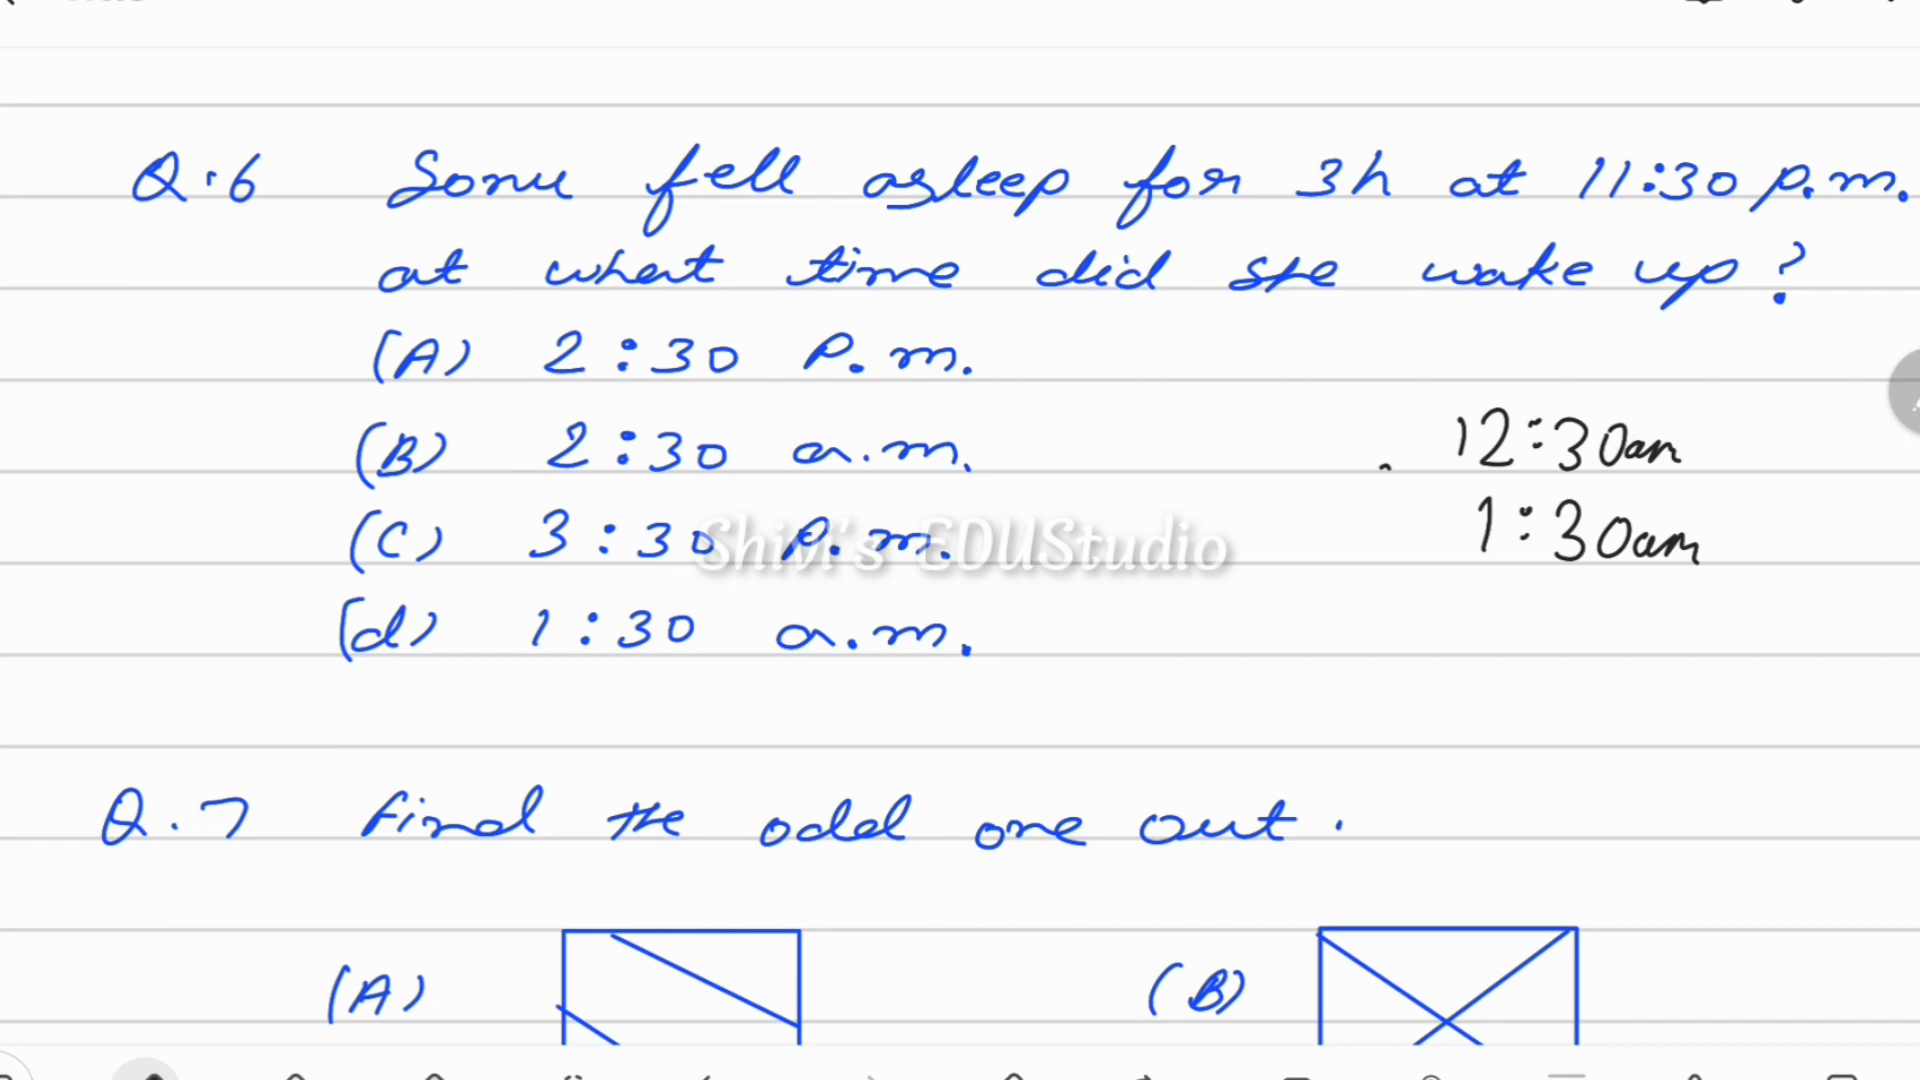 Q.6 Sonu fell asleep for 3h at 11:30 p.m.
at what time did she wake up?
(A) 2:30 P.m.
(B) 2:30 a.m.
12:30am
(C) 3:30 P.m.
Shivi's EDUStudio
1:30am
(d) 1:30 a.m.
Q.7 Find the odd one out.
(A)
(B)